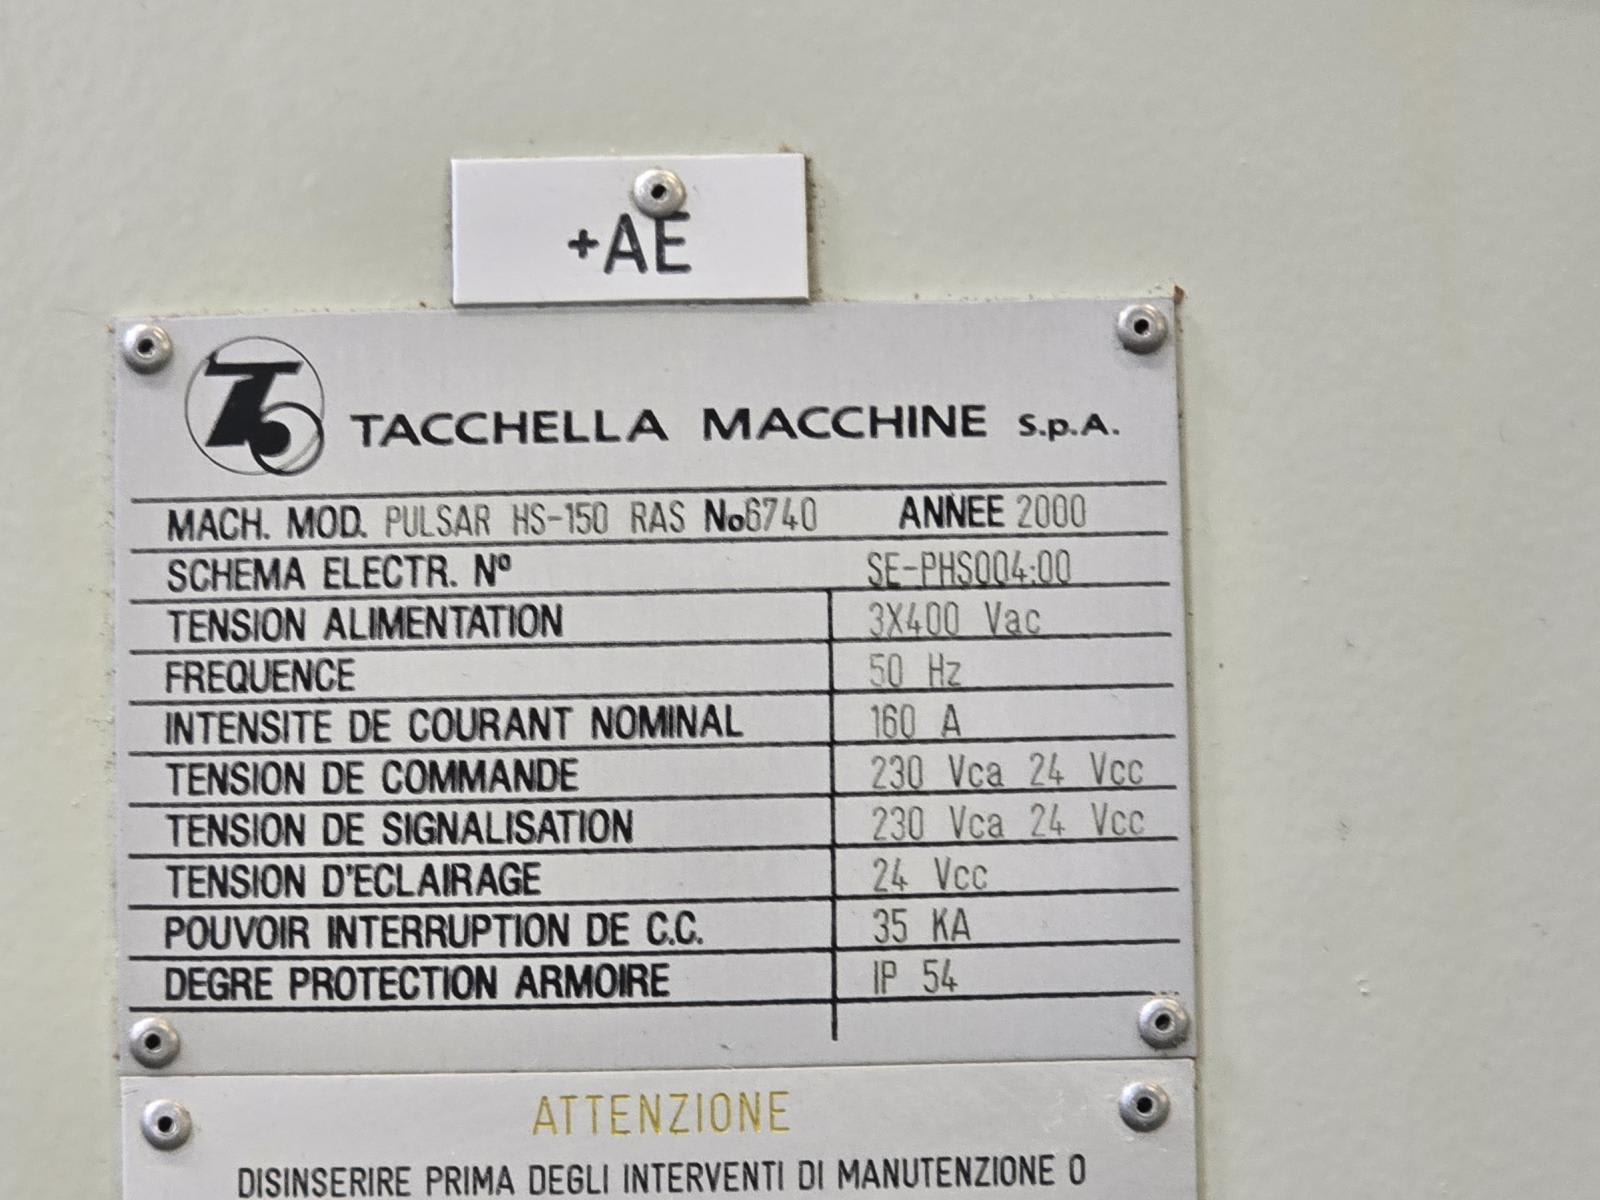 +AE
TACCHELLA MACCHINE S.p.A.
MACH. MOD. PULSAR HS-150 RAS No6740 ANNEE 2000
SCHEMA ELECTR. Nº SE-PHS004:00
TENSION ALIMENTATION 3X400 Vac
FREQUENCE 50 Hz
INTENSITE DE COURANT NOMINAL 160 A
TENSION DE COMMANDE 230 Vca 24 Vcc
TENSION DE SIGNALISATION 230 Vca 24 Vcc
TENSION D'ECLAIRAGE 24 Vcc
POUVOIR INTERRUPTION DE C.C. 35 KA
DEGRE PROTECTION ARMOIRE IP 54
ATTENZIONE
DISINSERIRE PRIMA DEGLI INTERVENTI DI MANUTENZIONE O